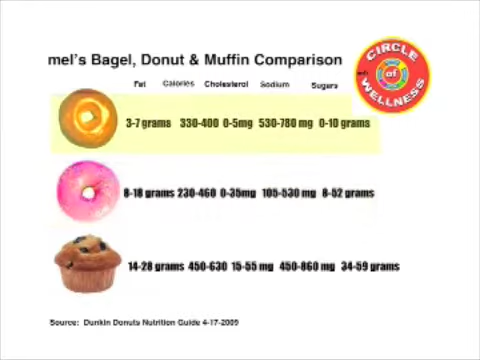 mel's Bagel, Donut & Muffin Comparison
CIRCLE
of
WELLNESS
Fat Calories Cholesterol Sodium Sugars
3-7 grams 330-400 0-5mg 530-780 mg 0-10 grams
8-18 grams 230-460 0-35mg 105-530 mg 8-52 grams
14-28 grams 450-630 15-55 mg 450-860 mg 34-59 grams
Source: Dunkin Donuts Nutrition Guide 4-17-2009